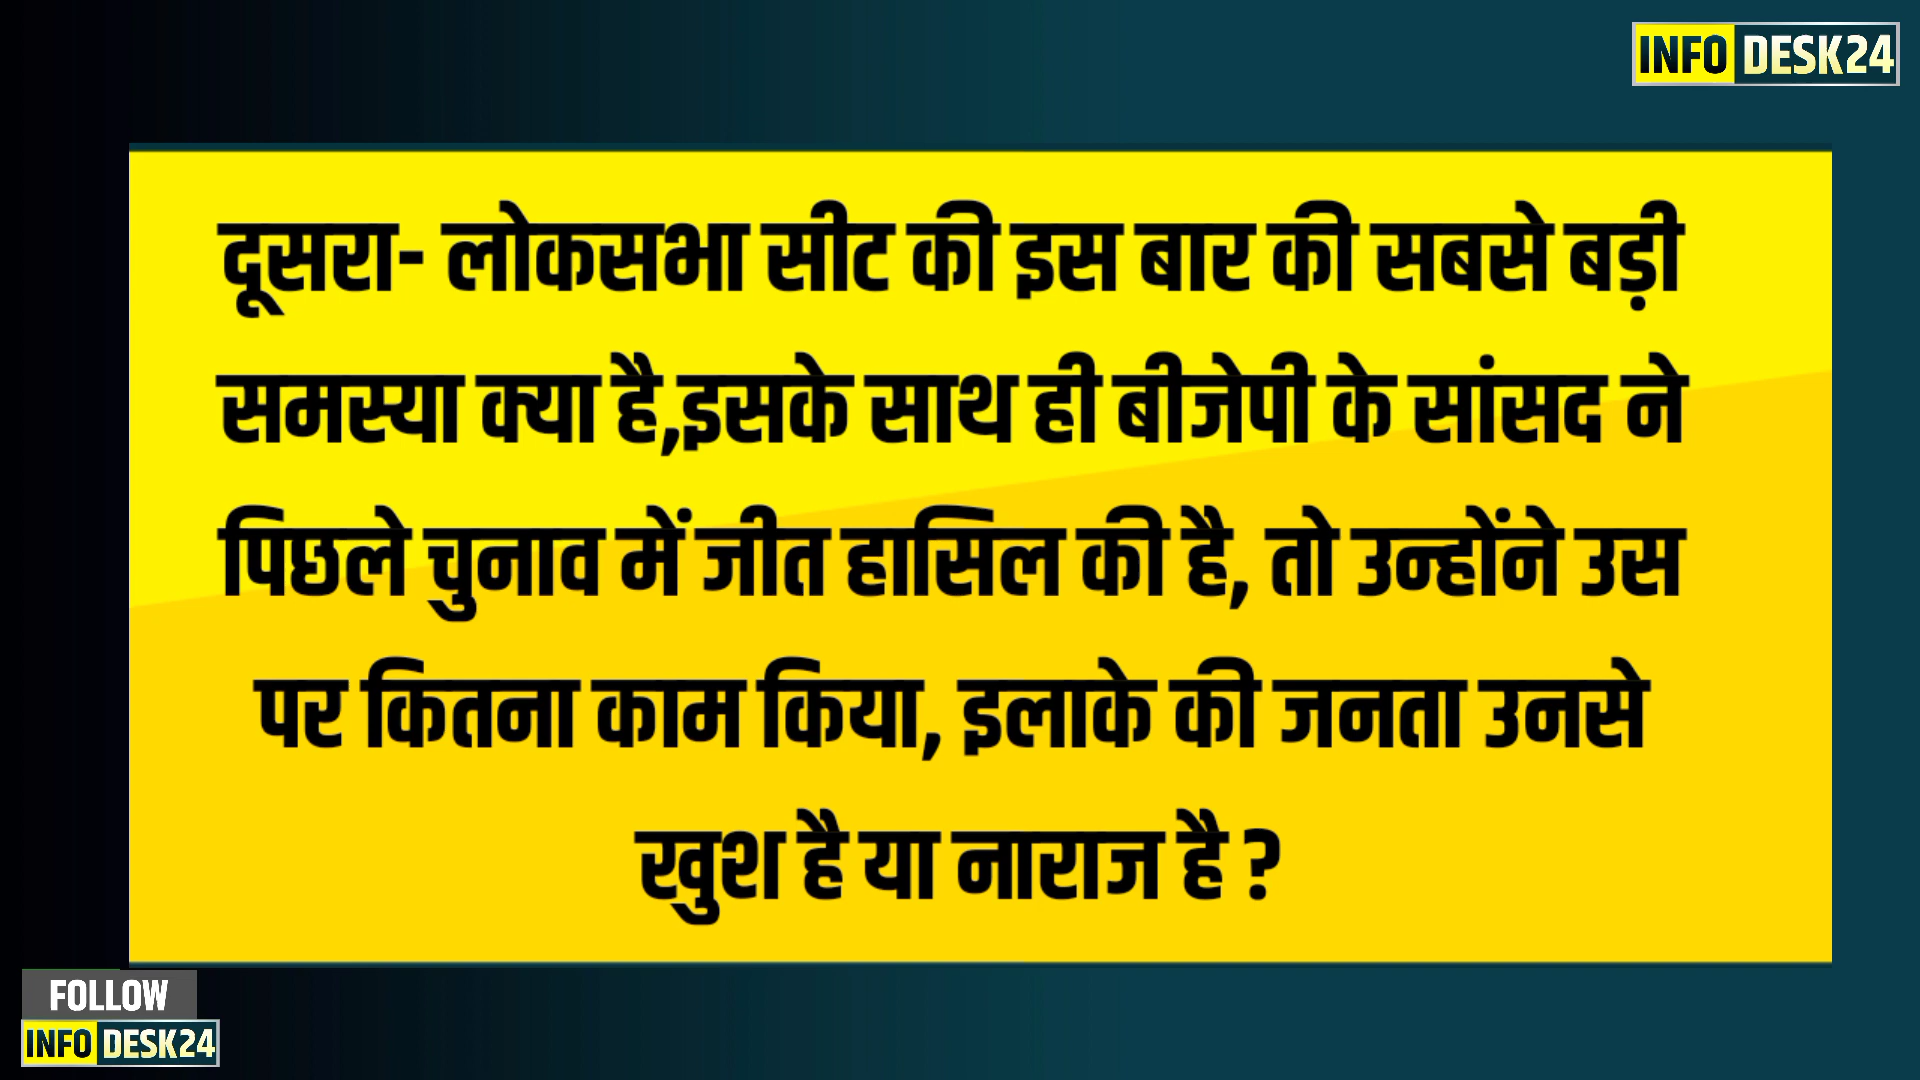 INFO DESK24
दूसरा- लोकसभा सीट की इस बार की सबसे बड़ी
समस्या क्या है,इसके साथ ही बीजेपी के सांसद ने
पिछले चुनाव में जीत हासिल की है, तो उन्होंने उस
पर कितना काम किया, इलाके की जनता उनसे
खुश है या नाराज है ?
FOLLOW
INFO DESK24